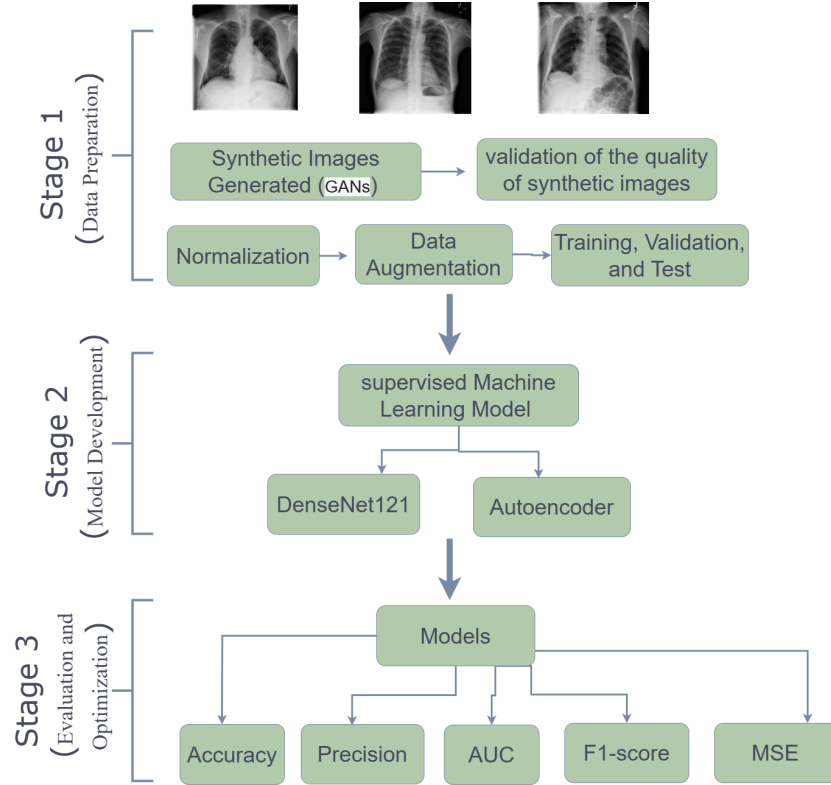 Stage 1
(Data Preparation)
Synthetic Images
Generated (GANs)
validation of the quality
of synthetic images
Normalization
Data
Augmentation
Training, Validation,
and Test
Stage 2
(Model Development)
supervised Machine
Learning Model
DenseNet121
Autoencoder
Stage 3
(Evaluation and
Optimization)
Models
Accuracy
Precision
AUC
F1-score
MSE